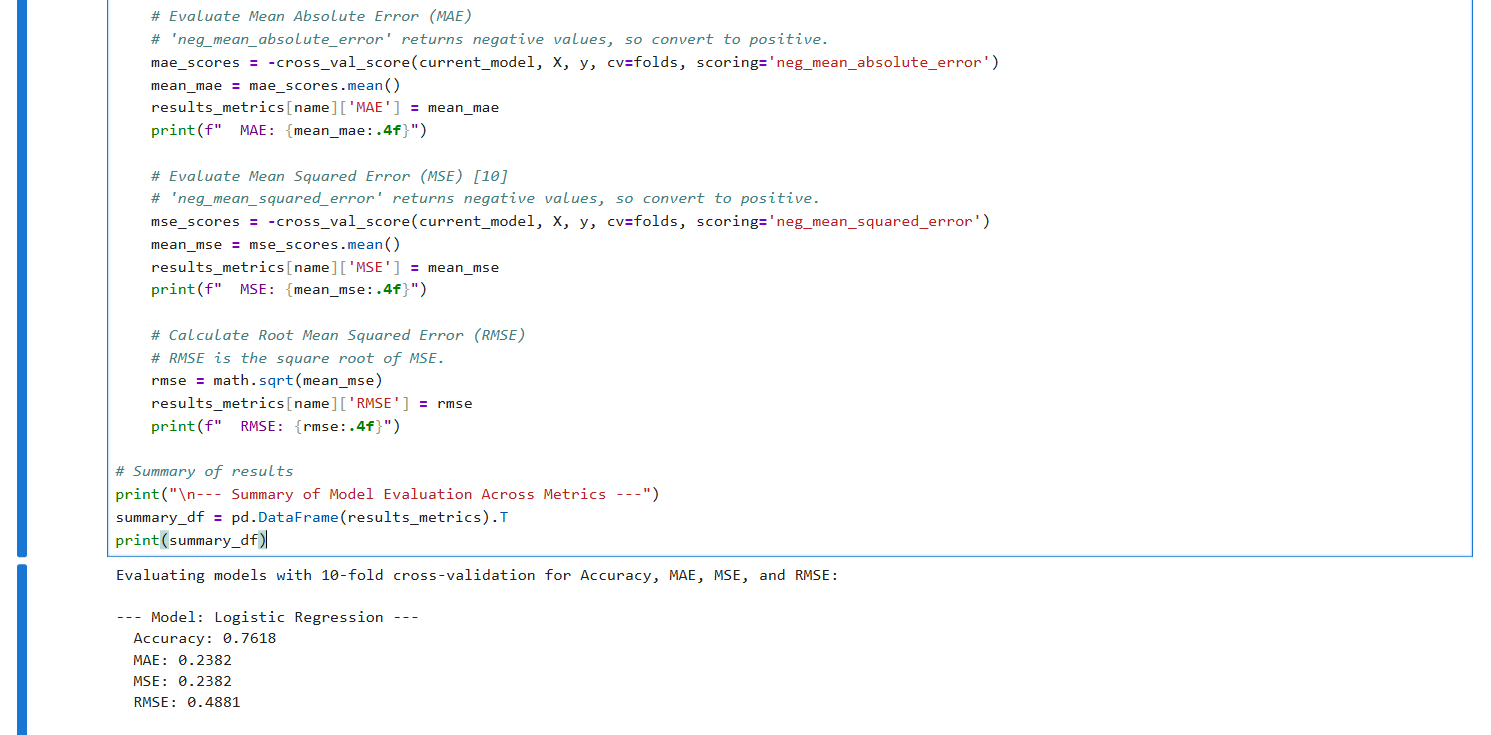 # Evaluate Mean Absolute Error (MAE)
# 'neg_mean_absolute_error' returns negative values, so convert to positive.
mae_scores = -cross_val_score(current_model, X, y, cv=folds, scoring='neg_mean_absolute_error')
mean_mae = mae_scores.mean()
results_metrics[name]['MAE'] = mean_mae
print(f"  MAE: {mean_mae:.4f}")
# Evaluate Mean Squared Error (MSE) [10]
# 'neg_mean_squared_error' returns negative values, so convert to positive.
mse_scores = -cross_val_score(current_model, X, y, cv=folds, scoring='neg_mean_squared_error')
mean_mse = mse_scores.mean()
results_metrics[name]['MSE'] = mean_mse
print(f"  MSE: {mean_mse:.4f}")
# Calculate Root Mean Squared Error (RMSE)
# RMSE is the square root of MSE.
rmse = math.sqrt(mean_mse)
results_metrics[name]['RMSE'] = rmse
print(f"  RMSE: {rmse:.4f}")
# Summary of results
print("\n--- Summary of Model Evaluation Across Metrics ---")
summary_df = pd.DataFrame(results_metrics).T
print(summary_df)
Evaluating models with 10-fold cross-validation for Accuracy, MAE, MSE, and RMSE:
--- Model: Logistic Regression ---
Accuracy: 0.7618
MAE: 0.2382
MSE: 0.2382
RMSE: 0.4881